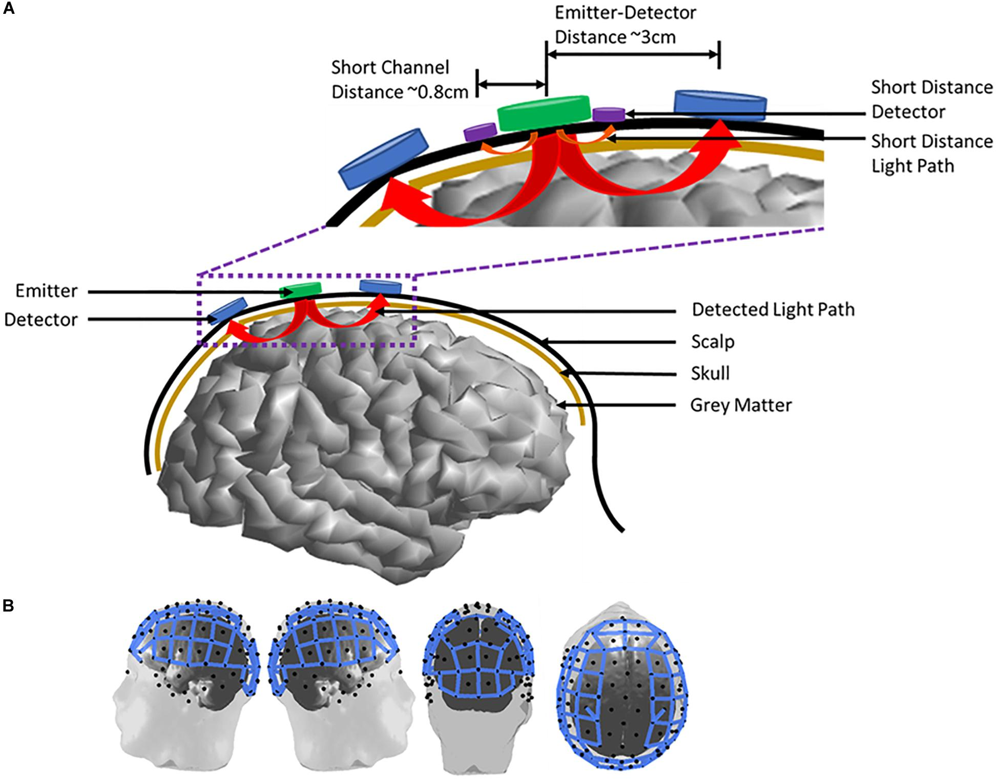 A
Emitter-Detector
Distance ~3cm
Short Channel
Distance ~0.8cm
Short Distance
Detector
Short Distance
Light Path
Emitter
Detector
Detected Light Path
Scalp
Skull
Grey Matter
B